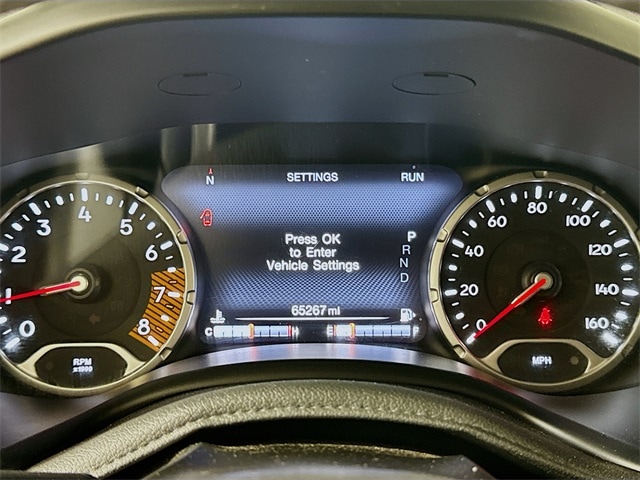 N SETTINGS RUN
Press OK
to Enter
Vehicle Settings
P
R
N
D
65267 mi
C H E
0 1 2 3 4 5 6 7 8
RPM
x1000
0 20 40 60 80 100 120 140 160
MPH